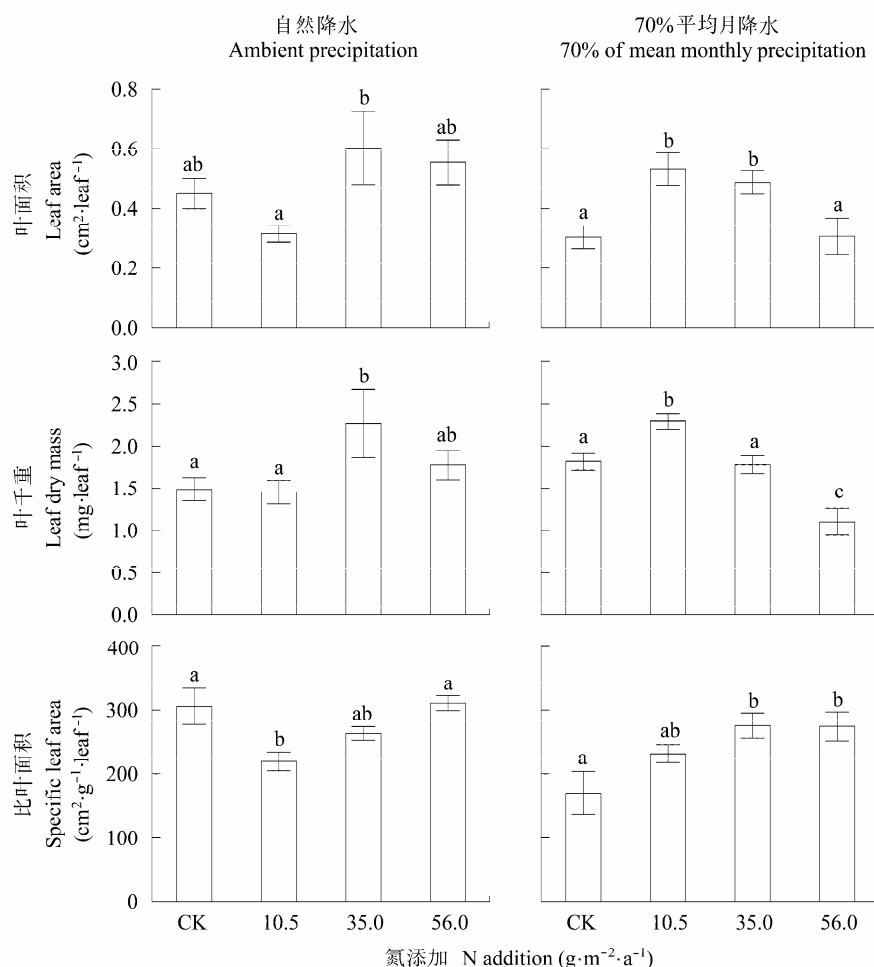 自然降水
Ambient precipitation
70%平均月降水
70% of mean monthly precipitation
叶面积
Leaf area
(cm²·leaf⁻¹)
0.8
0.6
0.4
0.2
0.0
ab
a
b
ab
a
b
b
a
叶干重
Leaf dry mass
(mg·leaf⁻¹)
3.0
2.5
2.0
1.5
1.0
0.5
0.0
a
a
b
ab
a
b
a
c
比叶面积
Specific leaf area
(cm²·g⁻¹·leaf⁻¹)
400
300
200
100
0
a
b
ab
a
a
ab
b
b
CK 10.5 35.0 56.0
CK 10.5 35.0 56.0
氮添加 N addition (g·m⁻²·a⁻¹)